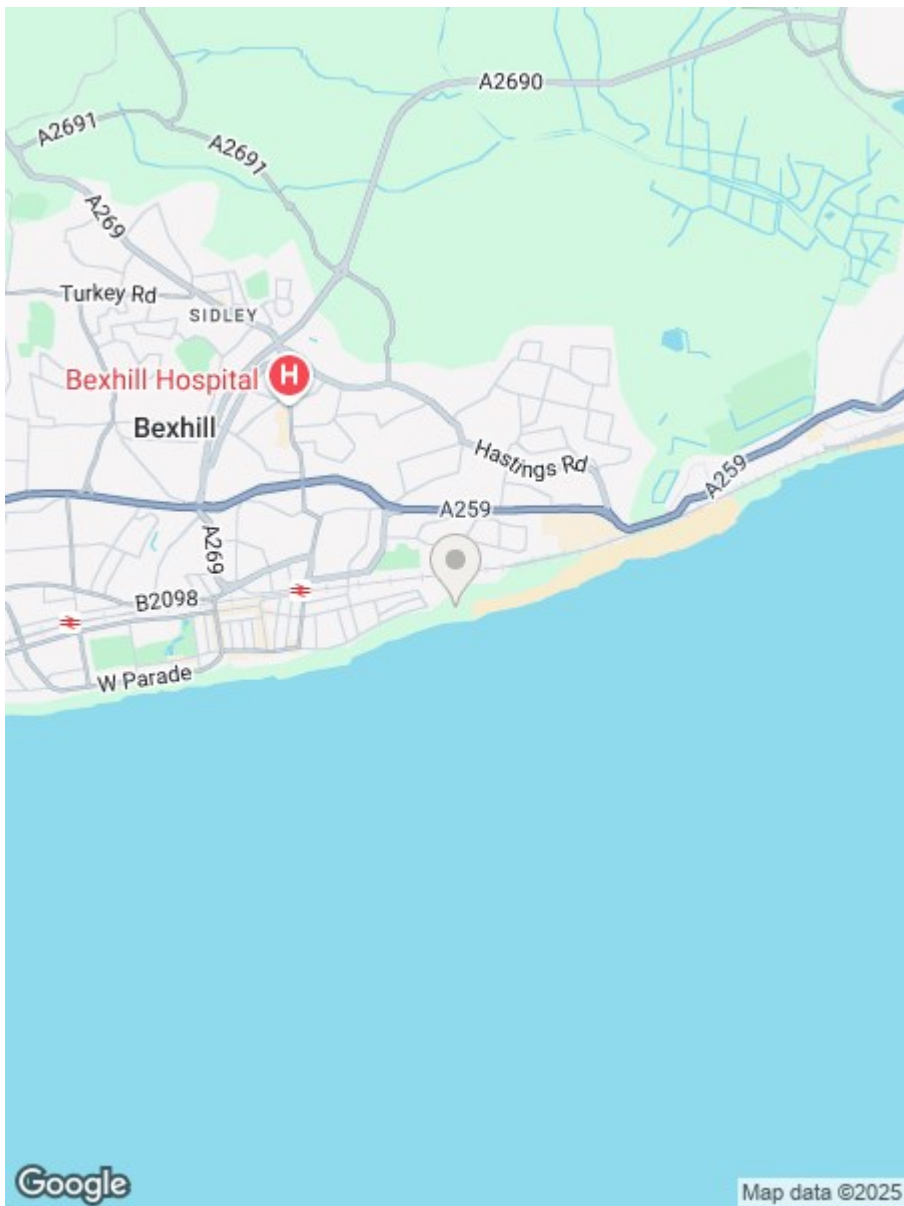 A2690
A2691
A2691
A269
Turkey Rd
SIDLEY
Bexhill Hospital
H
Bexhill
Hastings Rd
A259
A259
A269
B2098
W Parade
Google
Map data ©2025